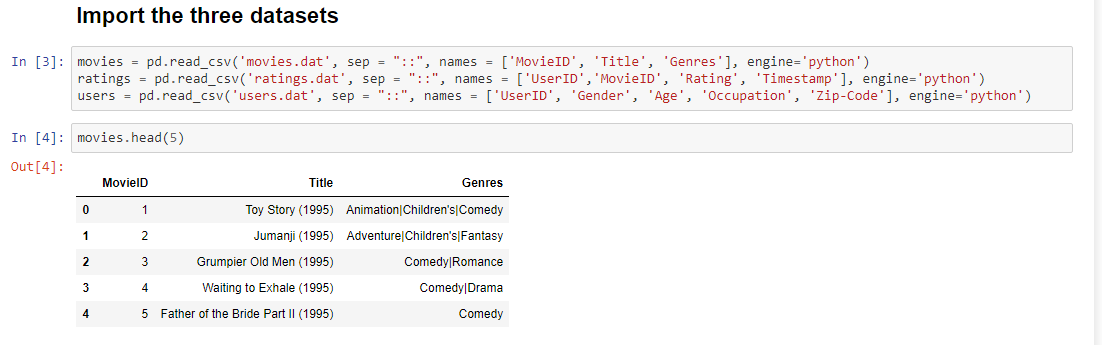 Import the three datasets
In [3]: movies = pd.read_csv('movies.dat', sep = "::", names = ['MovieID', 'Title', 'Genres'], engine='python')
ratings = pd.read_csv('ratings.dat', sep = "::", names = ['UserID','MovieID', 'Rating', 'Timestamp'], engine='python')
users = pd.read_csv('users.dat', sep = "::", names = ['UserID', 'Gender', 'Age', 'Occupation', 'Zip-Code'], engine='python')
In [4]: movies.head(5)
Out[4]:
MovieID Title Genres
0 1 Toy Story (1995) Animation|Children's|Comedy
1 2 Jumanji (1995) Adventure|Children's|Fantasy
2 3 Grumpier Old Men (1995) Comedy|Romance
3 4 Waiting to Exhale (1995) Comedy|Drama
4 5 Father of the Bride Part II (1995) Comedy